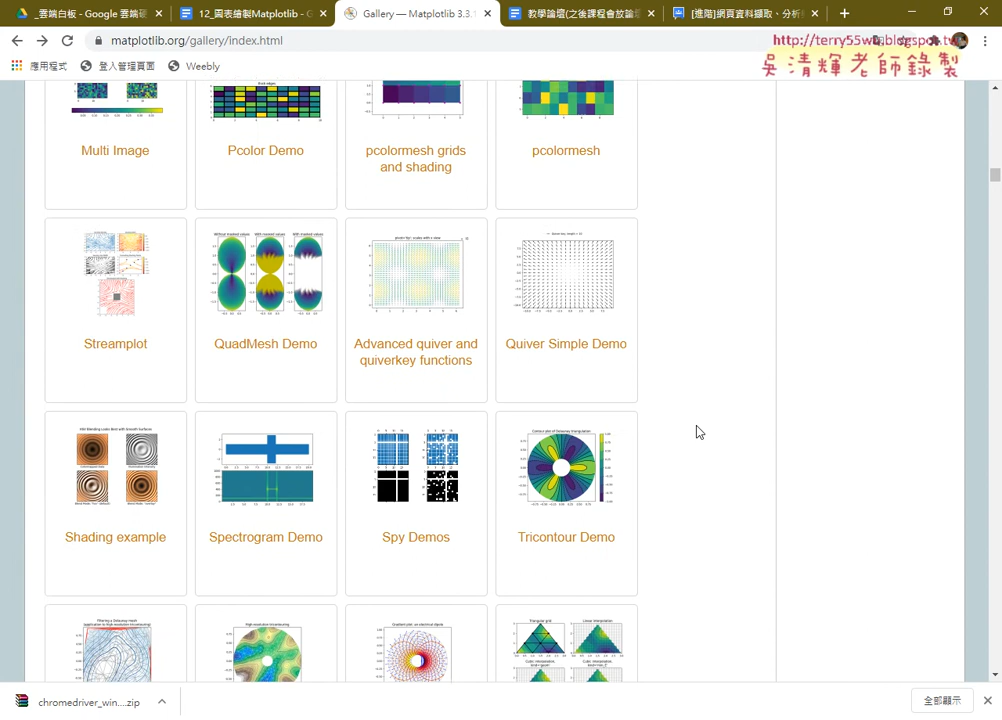 _雲端白板 - Google 雲端硬
12_圖表繪製Matplotlib - G
Gallery — Matplotlib 3.3.
教學論壇(之後課程會放論壇
[進階]網頁資料擷取、分析
matplotlib.org/gallery/index.html
應用程式
登入管理頁面
Weebly
吳清輝老師錄製
Multi Image
Pcolor Demo
pcolormesh grids
and shading
pcolormesh
Streamplot
QuadMesh Demo
Advanced quiver and
quiverkey functions
Quiver Simple Demo
Shading example
Spectrogram Demo
Spy Demos
Tricontour Demo
chromedriver_win....zip
全部顯示